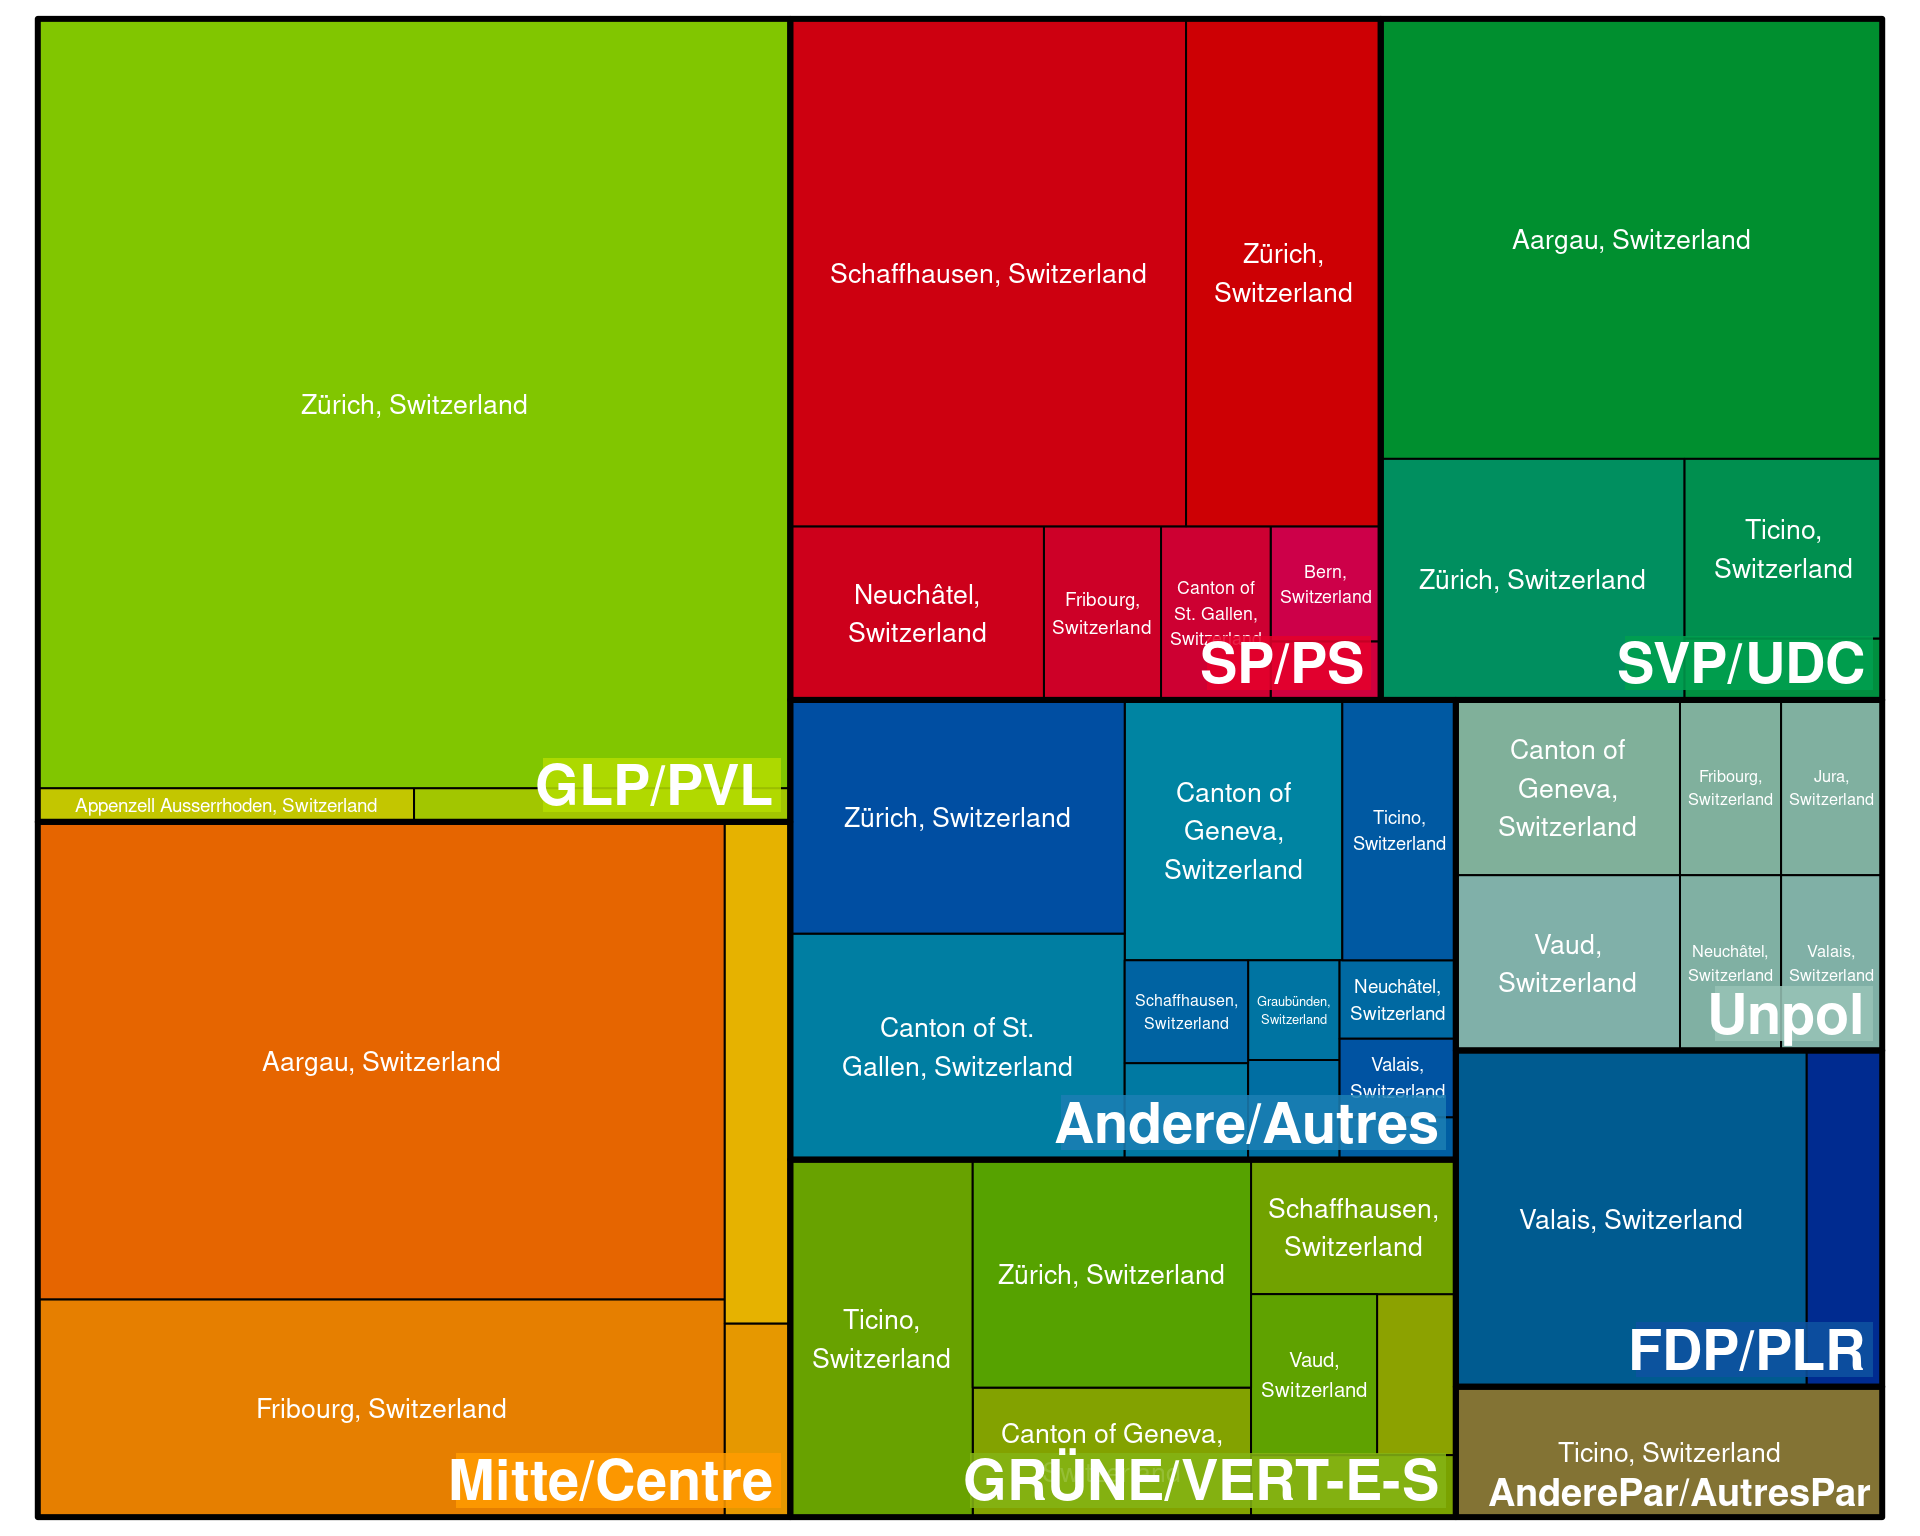 Zürich, Switzerland
Appenzell Ausserrhoden, Switzerland
GLP/PVL
Aargau, Switzerland
Fribourg, Switzerland
Mitte/Centre
Schaffhausen, Switzerland
Zürich,
Switzerland
Neuchâtel,
Switzerland
Fribourg,
Switzerland
Canton of
St. Gallen,
Switzerland
Bern,
Switzerland
SP/PS
Aargau, Switzerland
Zürich, Switzerland
Ticino,
Switzerland
SVP/UDC
Zürich, Switzerland
Canton of
Geneva,
Switzerland
Ticino,
Switzerland
Canton of St.
Gallen, Switzerland
Schaffhausen,
Switzerland
Graubünden,
Switzerland
Neuchâtel,
Switzerland
Valais,
Switzerland
Andere/Autres
Canton of
Geneva,
Switzerland
Fribourg,
Switzerland
Jura,
Switzerland
Vaud,
Switzerland
Neuchâtel,
Switzerland
Valais,
Switzerland
Unpol
Ticino,
Switzerland
Zürich, Switzerland
Schaffhausen,
Switzerland
Vaud,
Switzerland
Canton of Geneva,
GRÜNE/VERT-E-S
Valais, Switzerland
FDP/PLR
Ticino, Switzerland
AnderePar/AutresPar